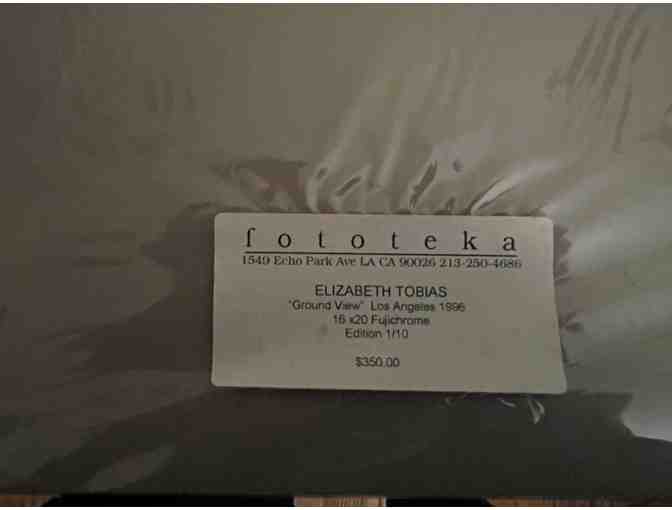 fototeka
1549 Echo Park Ave LA CA 90026 213-250-4686
ELIZABETH TOBIAS
"Ground View" Los Angeles 1996
16 x20 Fujichrome
Edition 1/10
$350.00